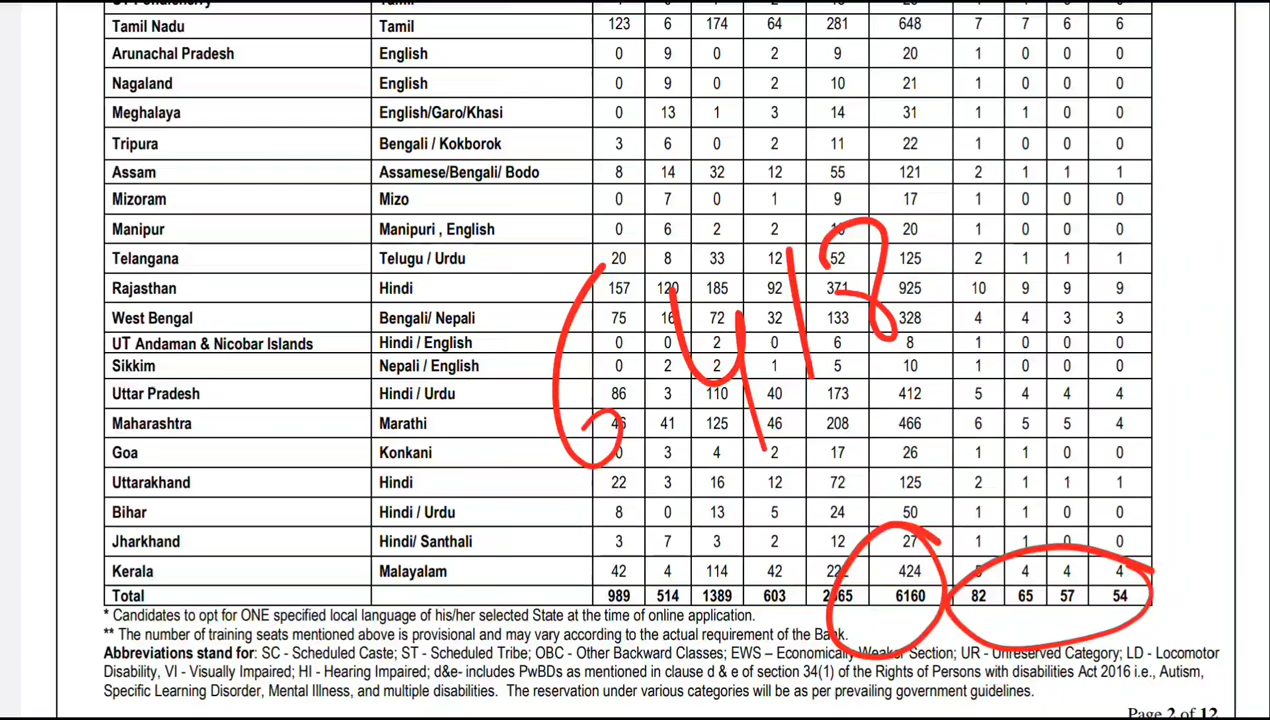 Tamil Nadu Tamil 123 6 174 64 281 648 7 7 6 6
Arunachal Pradesh English 0 9 0 2 9 20 1 0 0 0
Nagaland English 0 9 0 2 10 21 1 0 0 0
Meghalaya English/Garo/Khasi 0 13 1 3 14 31 1 1 0 0
Tripura Bengali / Kokborok 3 6 0 2 11 22 1 0 0 0
Assam Assamese/Bengali/ Bodo 8 14 32 12 55 121 2 1 1 1
Mizoram Mizo 0 7 0 1 9 17 1 0 0 0
Manipur Manipuri , English 0 6 2 2 20 1 0 0 0
Telangana Telugu / Urdu 20 8 33 12 52 125 2 1 1 1
Rajasthan Hindi 157 120 185 92 371 925 10 9 9 9
West Bengal Bengali/ Nepali 75 16 72 32 133 328 4 4 3 3
UT Andaman & Nicobar Islands Hindi / English 0 0 2 0 6 8 1 0 0 0
Sikkim Nepali / English 0 2 2 1 5 10 1 0 0 0
Uttar Pradesh Hindi / Urdu 86 3 110 40 173 412 5 4 4 4
Maharashtra Marathi 46 41 125 46 208 466 6 5 5 4
Goa Konkani 0 3 4 2 17 26 1 1 0 0
Uttarakhand Hindi 22 3 16 12 72 125 2 1 1 1
Bihar Hindi / Urdu 8 0 13 5 24 50 1 1 0 0
Jharkhand Hindi/ Santhali 3 7 3 2 12 27 1 1 0 0
Kerala Malayalam 42 4 114 42 222 424 4 4 4
Total 989 514 1389 603 2665 6160 82 65 57 54
* Candidates to opt for ONE specified local language of his/her selected State at the time of online application.
** The number of training seats mentioned above is provisional and may vary according to the actual requirement of the Bank.
Abbreviations stand for: SC - Scheduled Caste; ST - Scheduled Tribe; OBC - Other Backward Classes; EWS – Economically Weaker Section; UR - Unreserved Category; LD - Locomotor
Disability, VI - Visually Impaired; HI - Hearing Impaired; d&e- includes PwBDs as mentioned in clause d & e of section 34(1) of the Rights of Persons with disabilities Act 2016 i.e., Autism,
Specific Learning Disorder, Mental Illness, and multiple disabilities. The reservation under various categories will be as per prevailing government guidelines.
Page 2 of 12